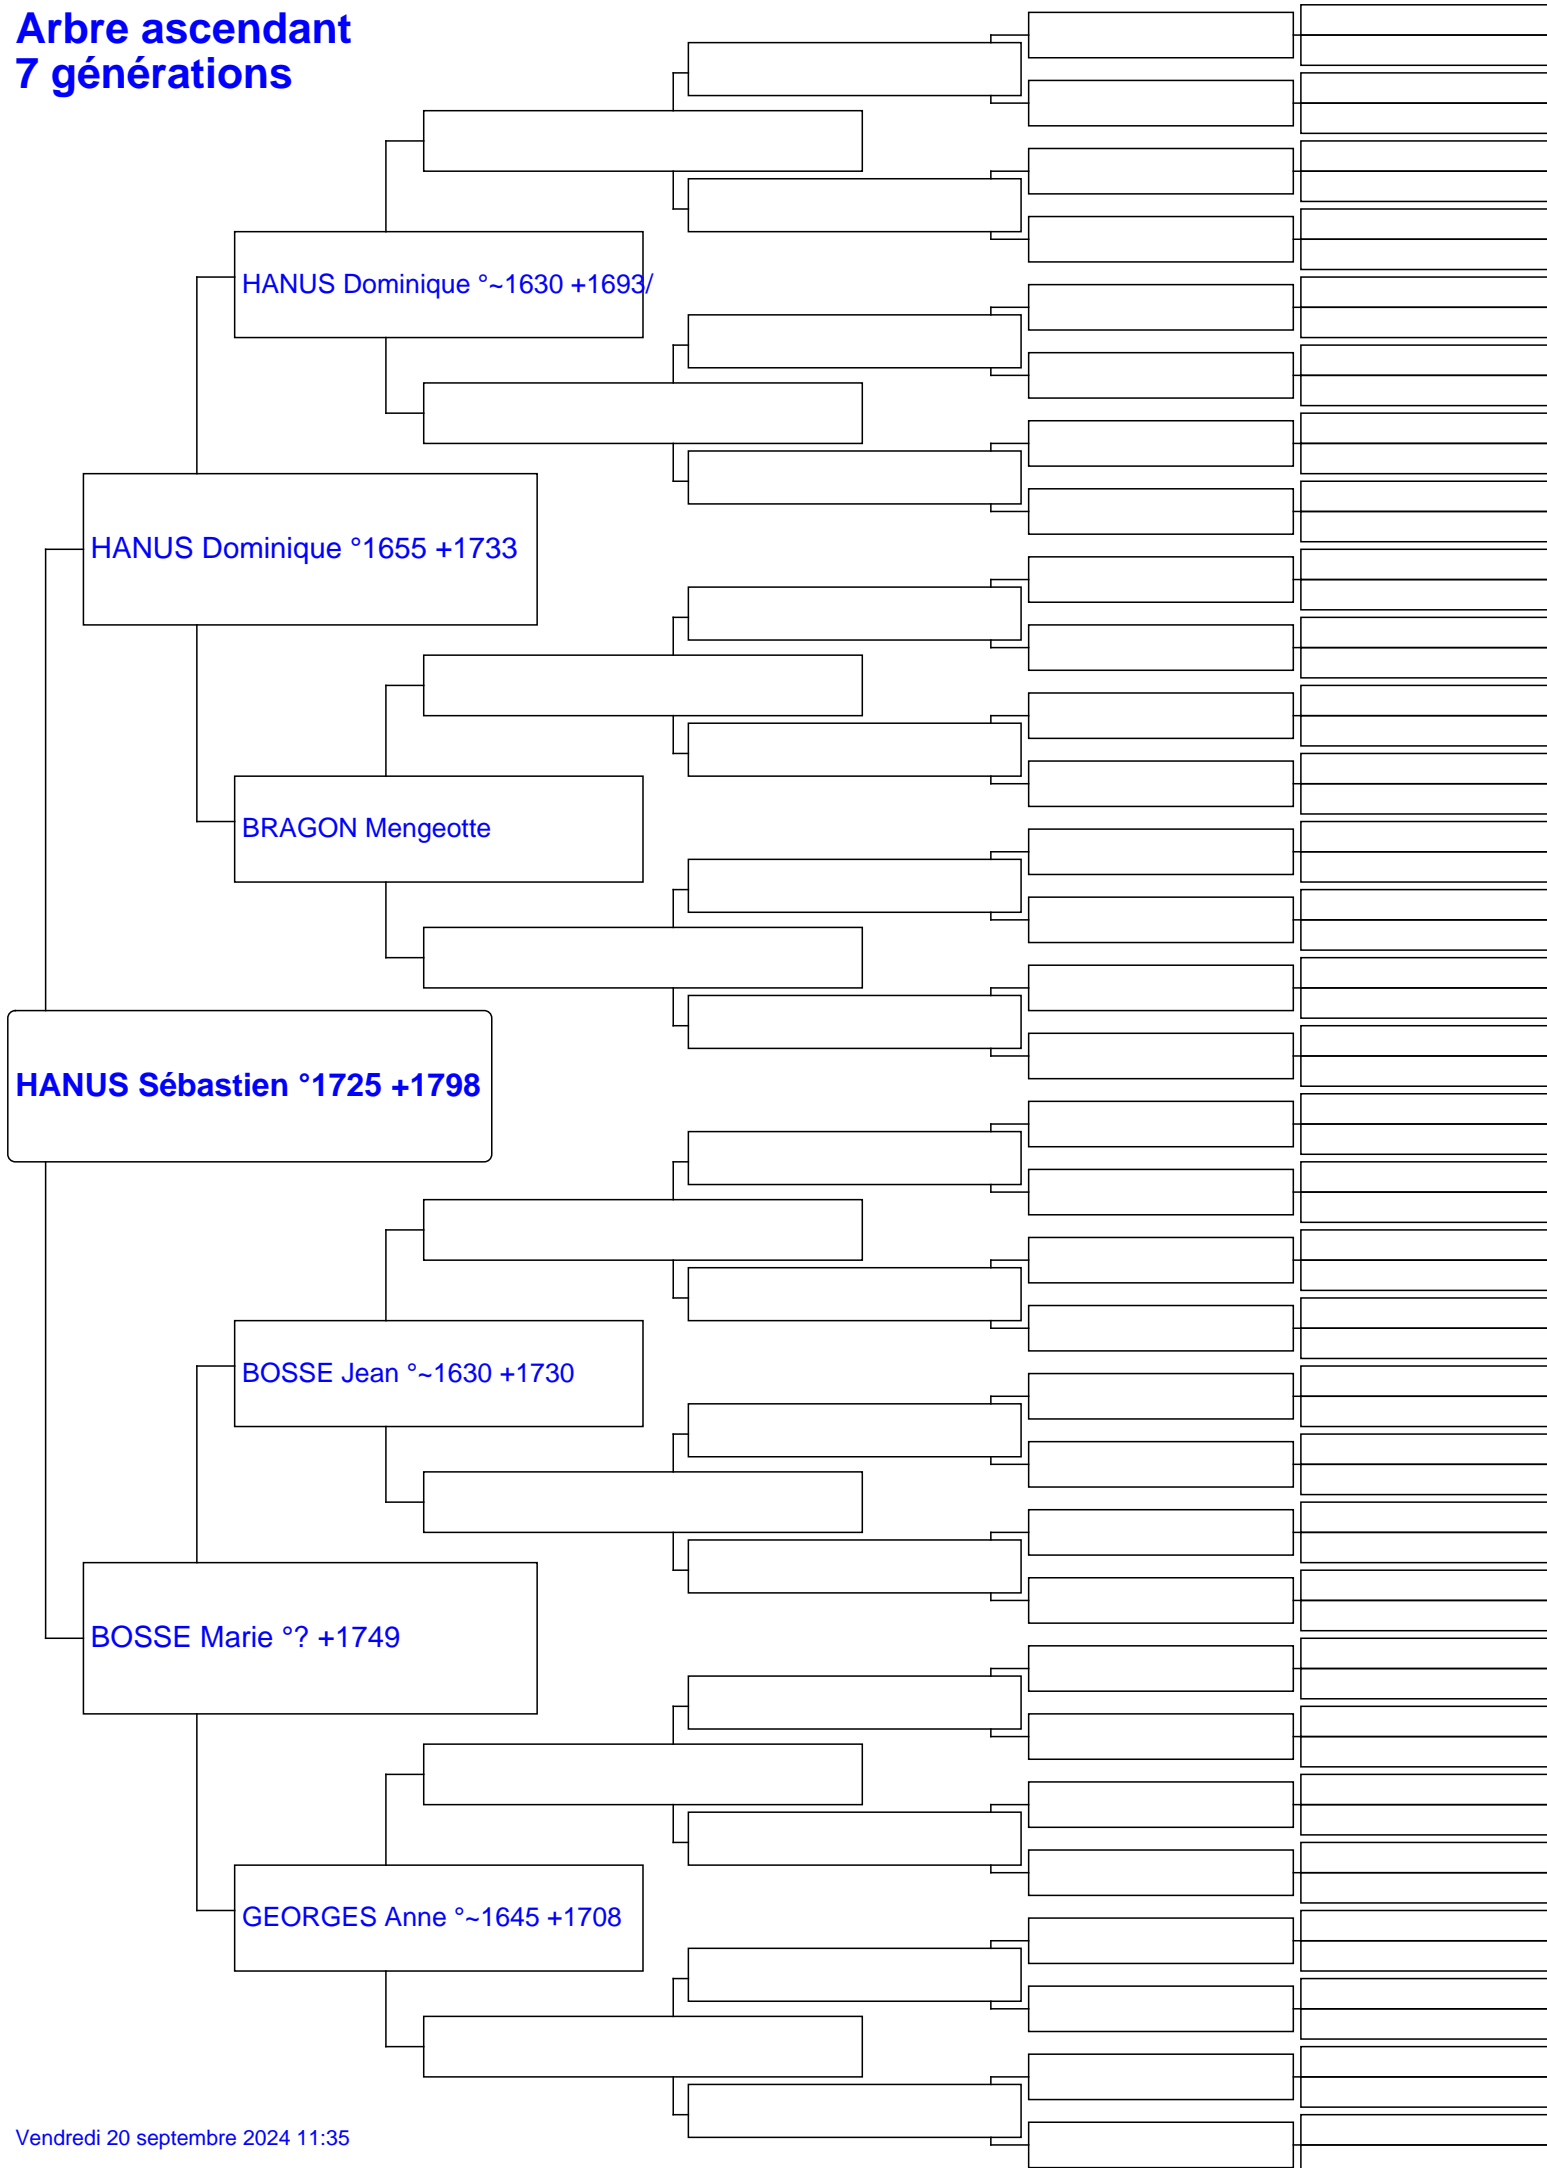 Arbre ascendant
7 générations
HANUS Dominique °~1630 +1693/
HANUS Dominique °1655 +1733
BRAGON Mengeotte
HANUS Sébastien °1725 +1798
BOSSE Jean °~1630 +1730
BOSSE Marie °? +1749
GEORGES Anne °~1645 +1708
Vendredi 20 septembre 2024 11:35